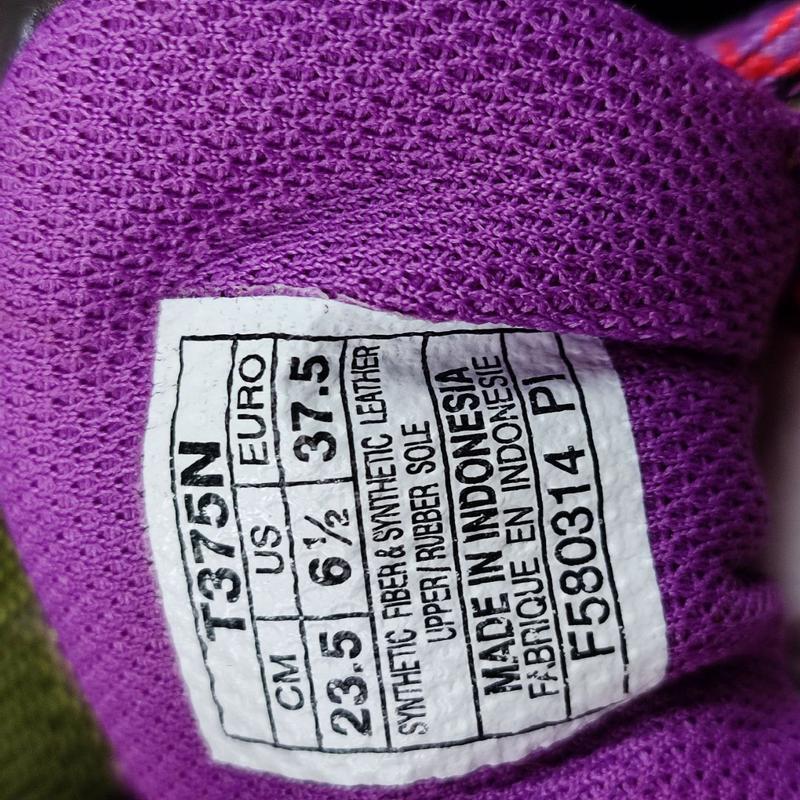 T375N
CM US EURO
23.5 6½ 37.5
SYNTHETIC FIBER & SYNTHETIC LEATHER
UPPER / RUBBER SOLE
MADE IN INDONESIA
FABRIQUE EN INDONESIE
F580314 PI